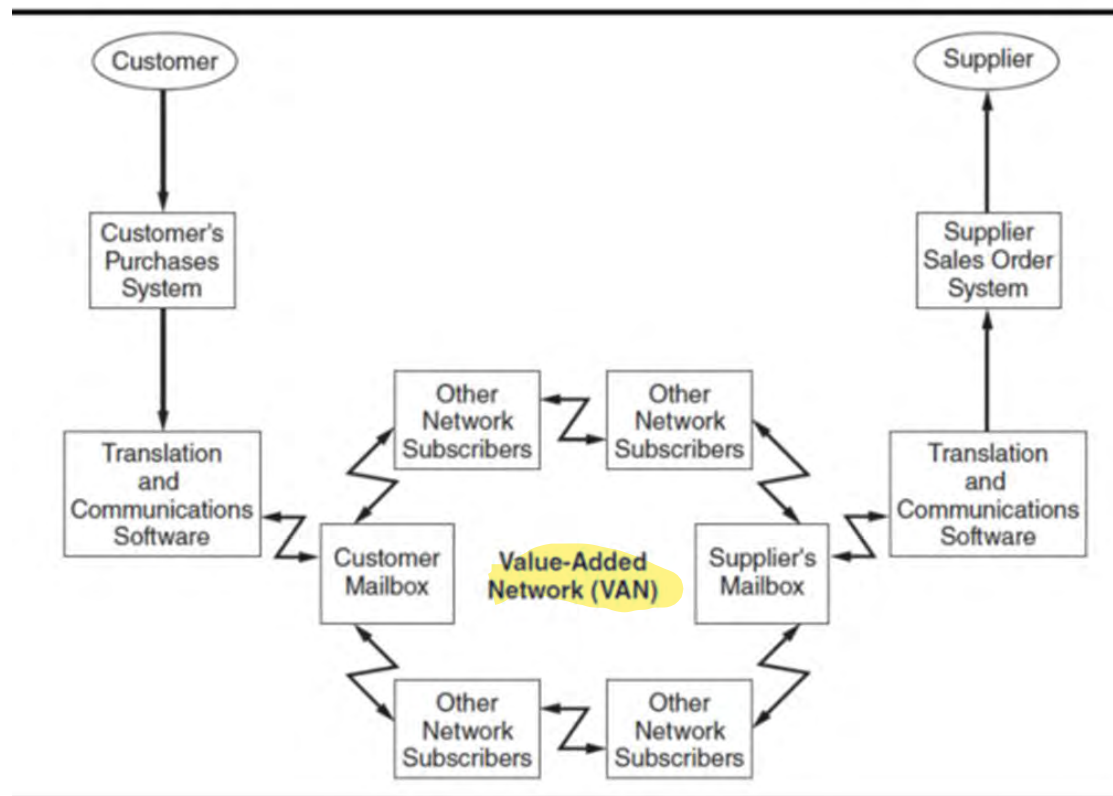 Customer
Supplier
Customer's
Purchases
System
Supplier
Sales Order
System
Other
Network
Subscribers
Other
Network
Subscribers
Translation
and
Communications
Software
Translation
and
Communications
Software
Customer
Mailbox
Value-Added
Network (VAN)
Supplier's
Mailbox
Other
Network
Subscribers
Other
Network
Subscribers